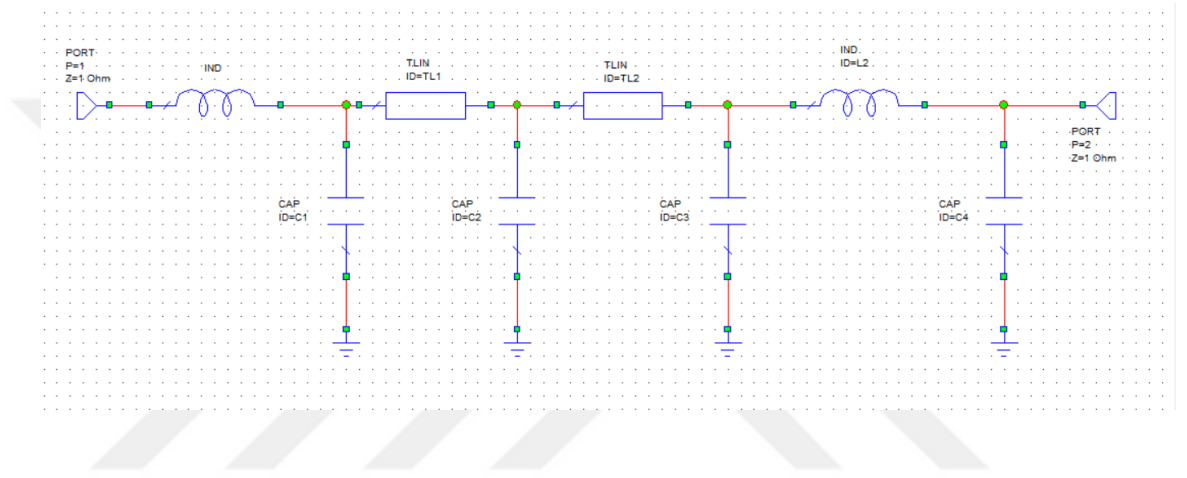 PORT
P=1
Z=1 Ohm
IND
TLIN
ID=TL1
TLIN
ID=TL2
IND
ID=L2
PORT
P=2
Z=1 Ohm
CAP
ID=C1
CAP
ID=C2
CAP
ID=C3
CAP
ID=C4